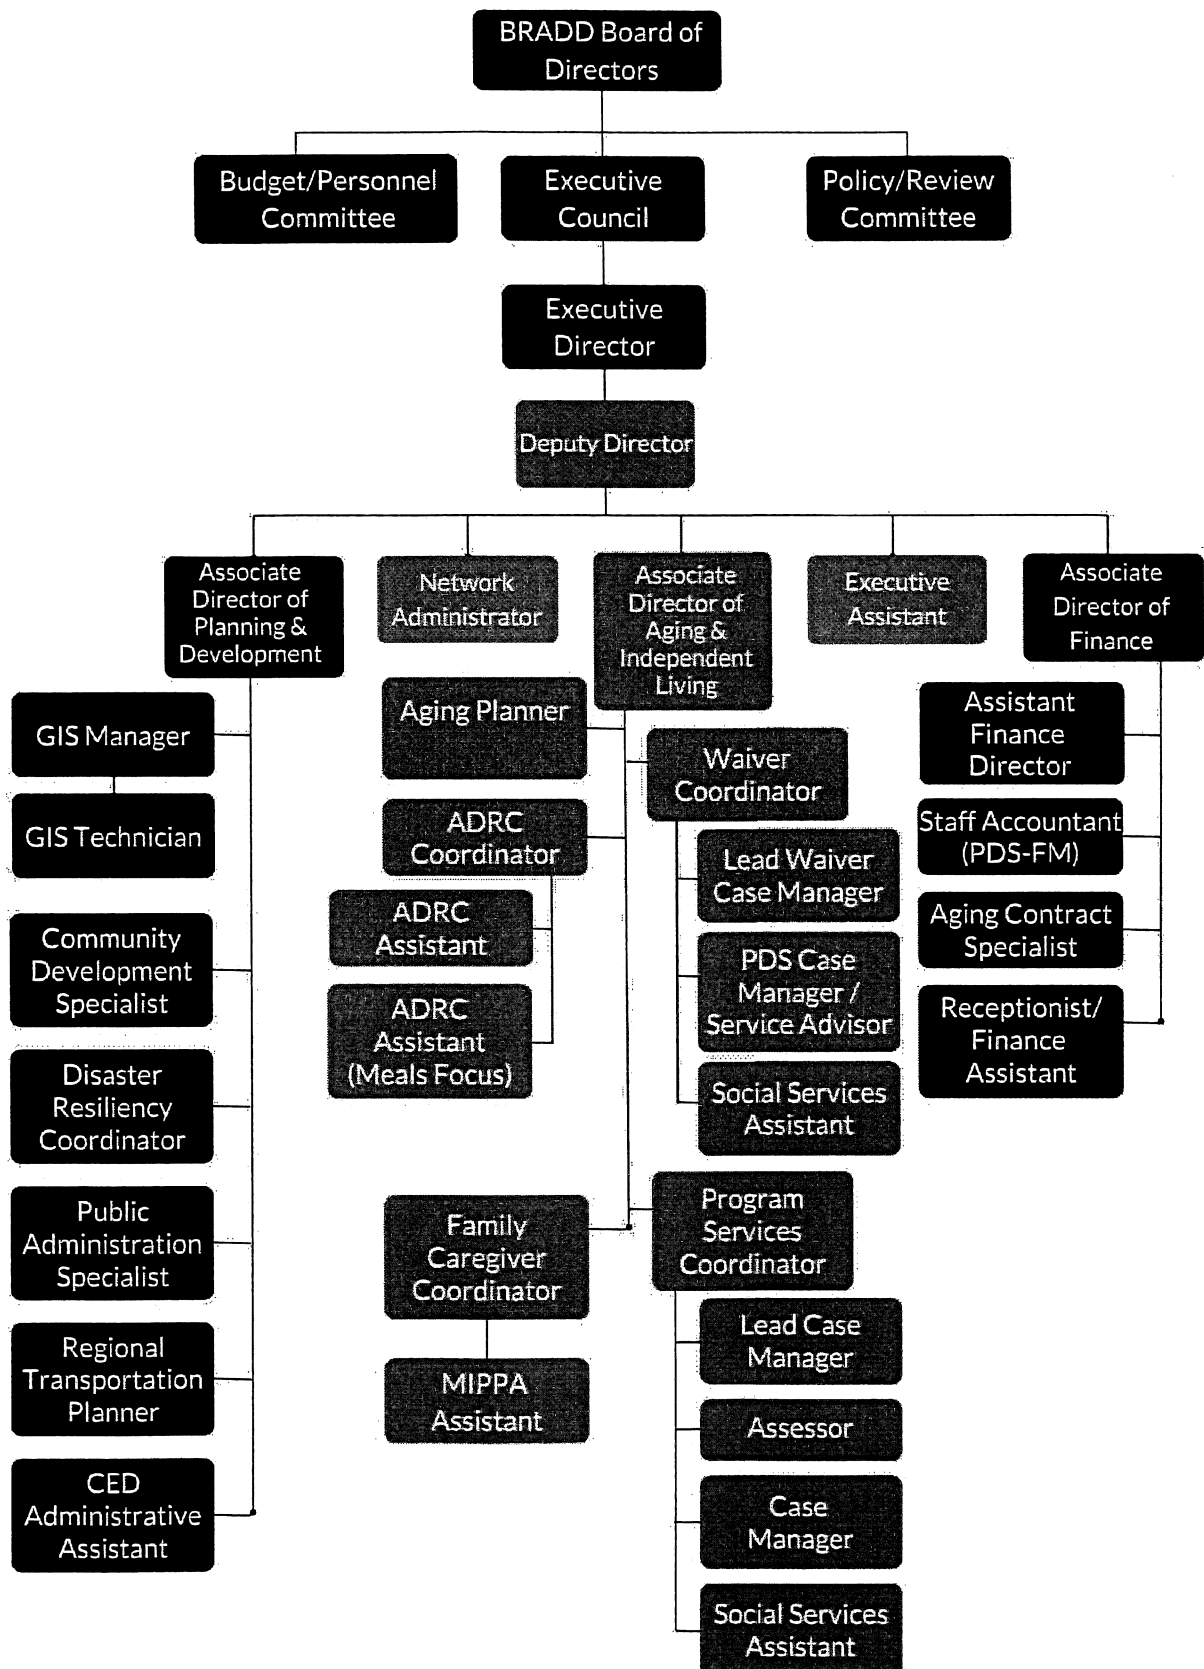 BRADD Board of
Directors
Budget/Personnel
Committee
Executive
Council
Policy/Review
Committee
Executive
Director
Deputy Director
Associate
Director of
Planning &
Development
Network
Administrator
Associate
Director of
Aging &
Independent
Living
Executive
Assistant
Associate
Director of
Finance
GIS Manager
GIS Technician
Community
Development
Specialist
Disaster
Resiliency
Coordinator
Public
Administration
Specialist
Regional
Transportation
Planner
CED
Administrative
Assistant
Aging Planner
ADRC
Coordinator
ADRC
Assistant
ADRC
Assistant
(Meals Focus)
Family
Caregiver
Coordinator
MIPPA
Assistant
Waiver
Coordinator
Lead Waiver
Case Manager
PDS Case
Manager /
Service Advisor
Social Services
Assistant
Program
Services
Coordinator
Lead Case
Manager
Assessor
Case
Manager
Social Services
Assistant
Assistant
Finance
Director
Staff Accountant
(PDS-FM)
Aging Contract
Specialist
Receptionist/
Finance
Assistant